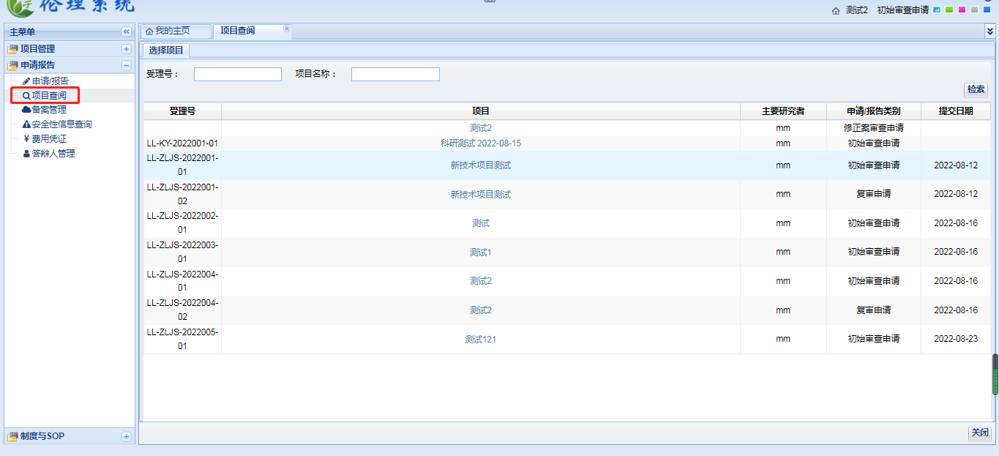 伦理系统
测试2 初始审查申请
主菜单
项目管理
申请报告
申请/报告
项目查阅
备案管理
安全性信息查询
¥ 费用凭证
答辩人管理
制度与SOP
我的主页 项目查阅
选择项目
受理号： 项目名称：
检索
受理号 项目 主要研究者 申请/报告类别 提交日期
测试2 mm 修正案审查申请
LL-KY-2022001-01 科研测试 2022-08-15 mm 初始审查申请
LL-ZLJS-2022001-
01 新技术项目测试 mm 初始审查申请 2022-08-12
LL-ZLJS-2022001-
02 新技术项目测试 mm 复审申请 2022-08-12
LL-ZLJS-2022002-
01 测试 mm 初始审查申请 2022-08-16
LL-ZLJS-2022003-
01 测试1 mm 初始审查申请 2022-08-16
LL-ZLJS-2022004-
01 测试2 mm 初始审查申请 2022-08-16
LL-ZLJS-2022004-
02 测试2 mm 复审申请 2022-08-16
LL-ZLJS-2022005-
01 测试121 mm 初始审查申请 2022-08-23
关闭